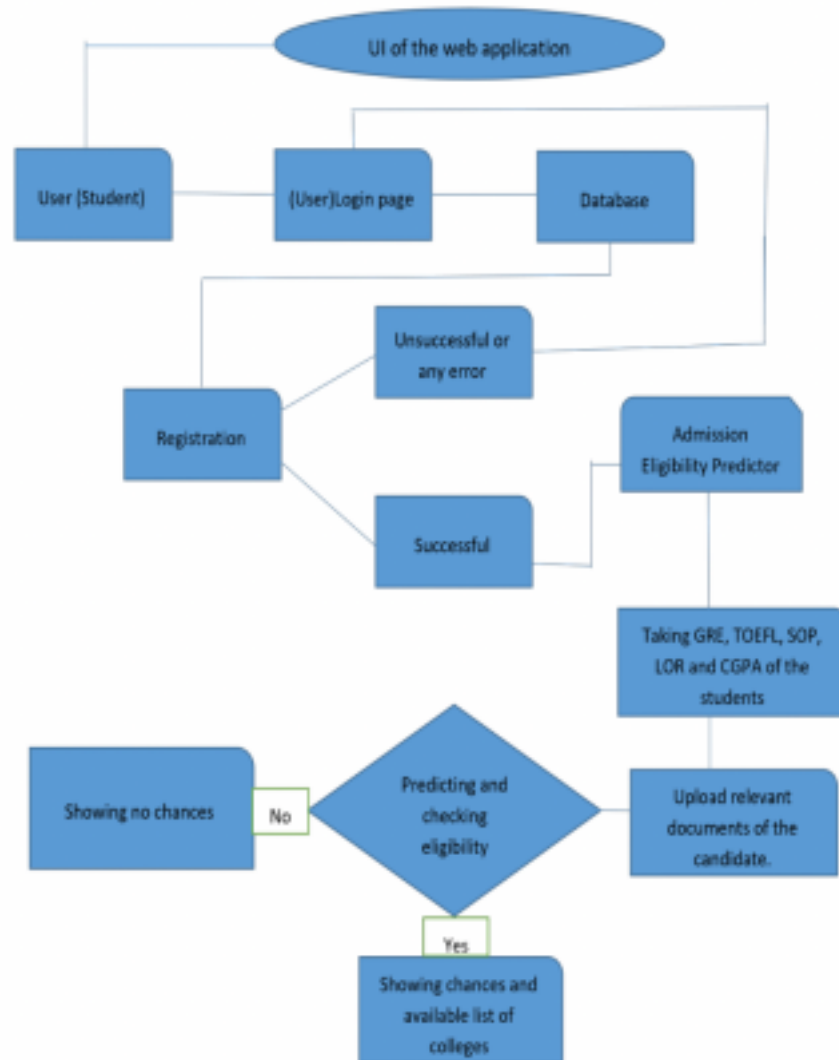 UI of the web application
User (Student)
(User)Login page
Database
Unsuccessful or
any error
Registration
Admission
Eligibility Predictor
Successful
Taking GRE, TOEFL, SOP,
LOR and CGPA of the
students
Predicting and
checking
eligibility
Upload relevant
documents of the
candidate.
Showing no chances
No
Yes
Showing chances and
available list of
colleges